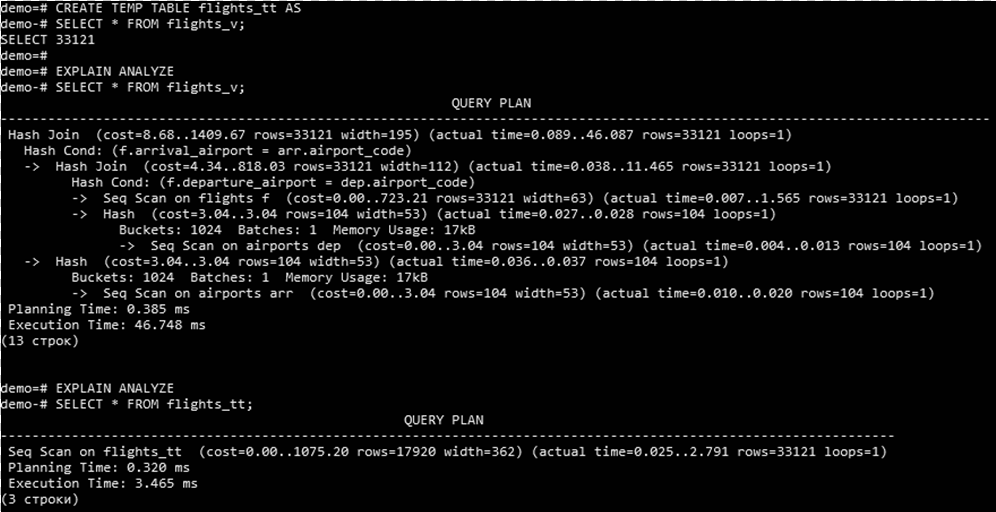 demo=# CREATE TEMP TABLE flights_tt AS
demo-# SELECT * FROM flights_v;
SELECT 33121
demo=#
demo=# EXPLAIN ANALYZE
demo-# SELECT * FROM flights_v;
QUERY PLAN
--------------------------------------------------------------------------------------------------------------------------
Hash Join  (cost=8.68..1409.67 rows=33121 width=195) (actual time=0.089..46.087 rows=33121 loops=1)
Hash Cond: (f.arrival_airport = arr.airport_code)
->  Hash Join  (cost=4.34..818.03 rows=33121 width=112) (actual time=0.038..11.465 rows=33121 loops=1)
Hash Cond: (f.departure_airport = dep.airport_code)
->  Seq Scan on flights f  (cost=0.00..723.21 rows=33121 width=63) (actual time=0.007..1.565 rows=33121 loops=1)
->  Hash  (cost=3.04..3.04 rows=104 width=53) (actual time=0.027..0.028 rows=104 loops=1)
Buckets: 1024  Batches: 1  Memory Usage: 17kB
->  Seq Scan on airports dep  (cost=0.00..3.04 rows=104 width=53) (actual time=0.004..0.013 rows=104 loops=1)
->  Hash  (cost=3.04..3.04 rows=104 width=53) (actual time=0.036..0.037 rows=104 loops=1)
Buckets: 1024  Batches: 1  Memory Usage: 17kB
->  Seq Scan on airports arr  (cost=0.00..3.04 rows=104 width=53) (actual time=0.010..0.020 rows=104 loops=1)
Planning Time: 0.385 ms
Execution Time: 46.748 ms
(13 строк)
demo=# EXPLAIN ANALYZE
demo-# SELECT * FROM flights_tt;
QUERY PLAN
----------------------------------------------------------------------------------------------------------------
Seq Scan on flights_tt  (cost=0.00..1075.20 rows=17920 width=362) (actual time=0.025..2.791 rows=33121 loops=1)
Planning Time: 0.320 ms
Execution Time: 3.465 ms
(3 строки)